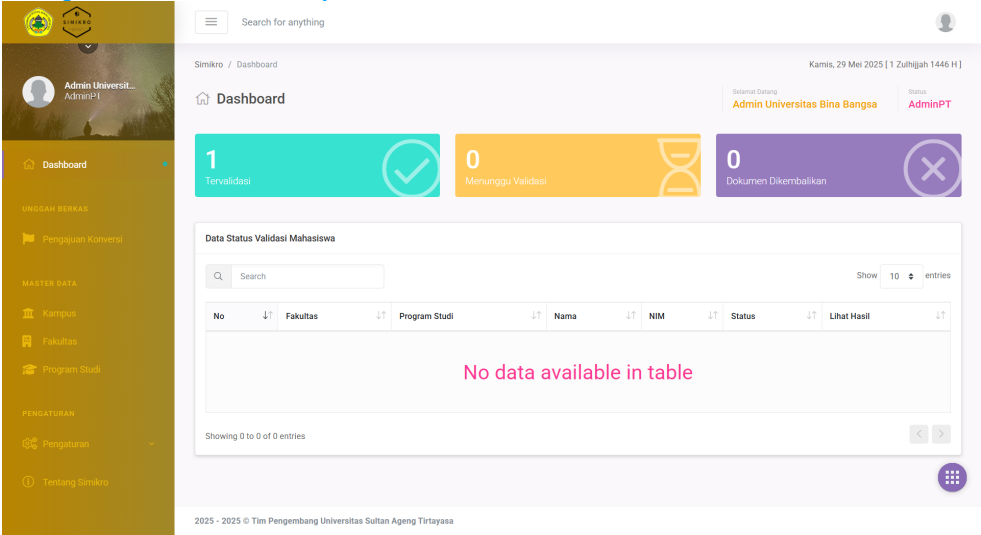 SIMIKRO
Search for anything
Admin Universit...
AdminPT
Dashboard
UNGGAH BERKAS
Pengajuan Konversi
MASTER DATA
Kampus
Fakultas
Program Studi
PENGATURAN
Pengaturan
Tentang Simikro
Simikro / Dashboard
Kamis, 29 Mei 2025 [ 1 Zulhijjah 1446 H ]
Dashboard
Selamat Datang
Admin Universitas Bina Bangsa
Status
AdminPT
1
Tervalidasi
0
Menunggu Validasi
0
Dokumen Dikembalikan
Data Status Validasi Mahasiswa
Search
Show 10 entries
No Fakultas Program Studi Nama NIM Status Lihat Hasil
No data available in table
Showing 0 to 0 of 0 entries
2025 - 2025 © Tim Pengembang Universitas Sultan Ageng Tirtayasa